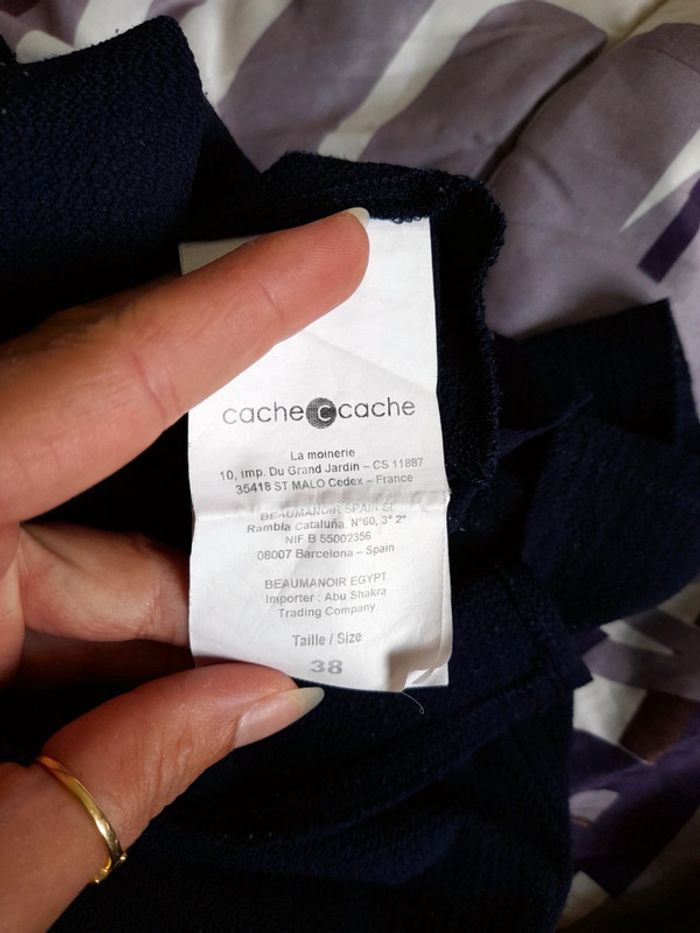 cache c cache
La moinerie
10, imp. Du Grand Jardin – CS 11887
35418 ST MALO Cedex – France
BEAUMANOIR SPAIN SL
Rambla Cataluña. N°60, 3° 2°
NIF B 55002356
08007 Barcelona – Spain
BEAUMANOIR EGYPT
Importer : Abu Shakra
Trading Company
Taille / Size
38